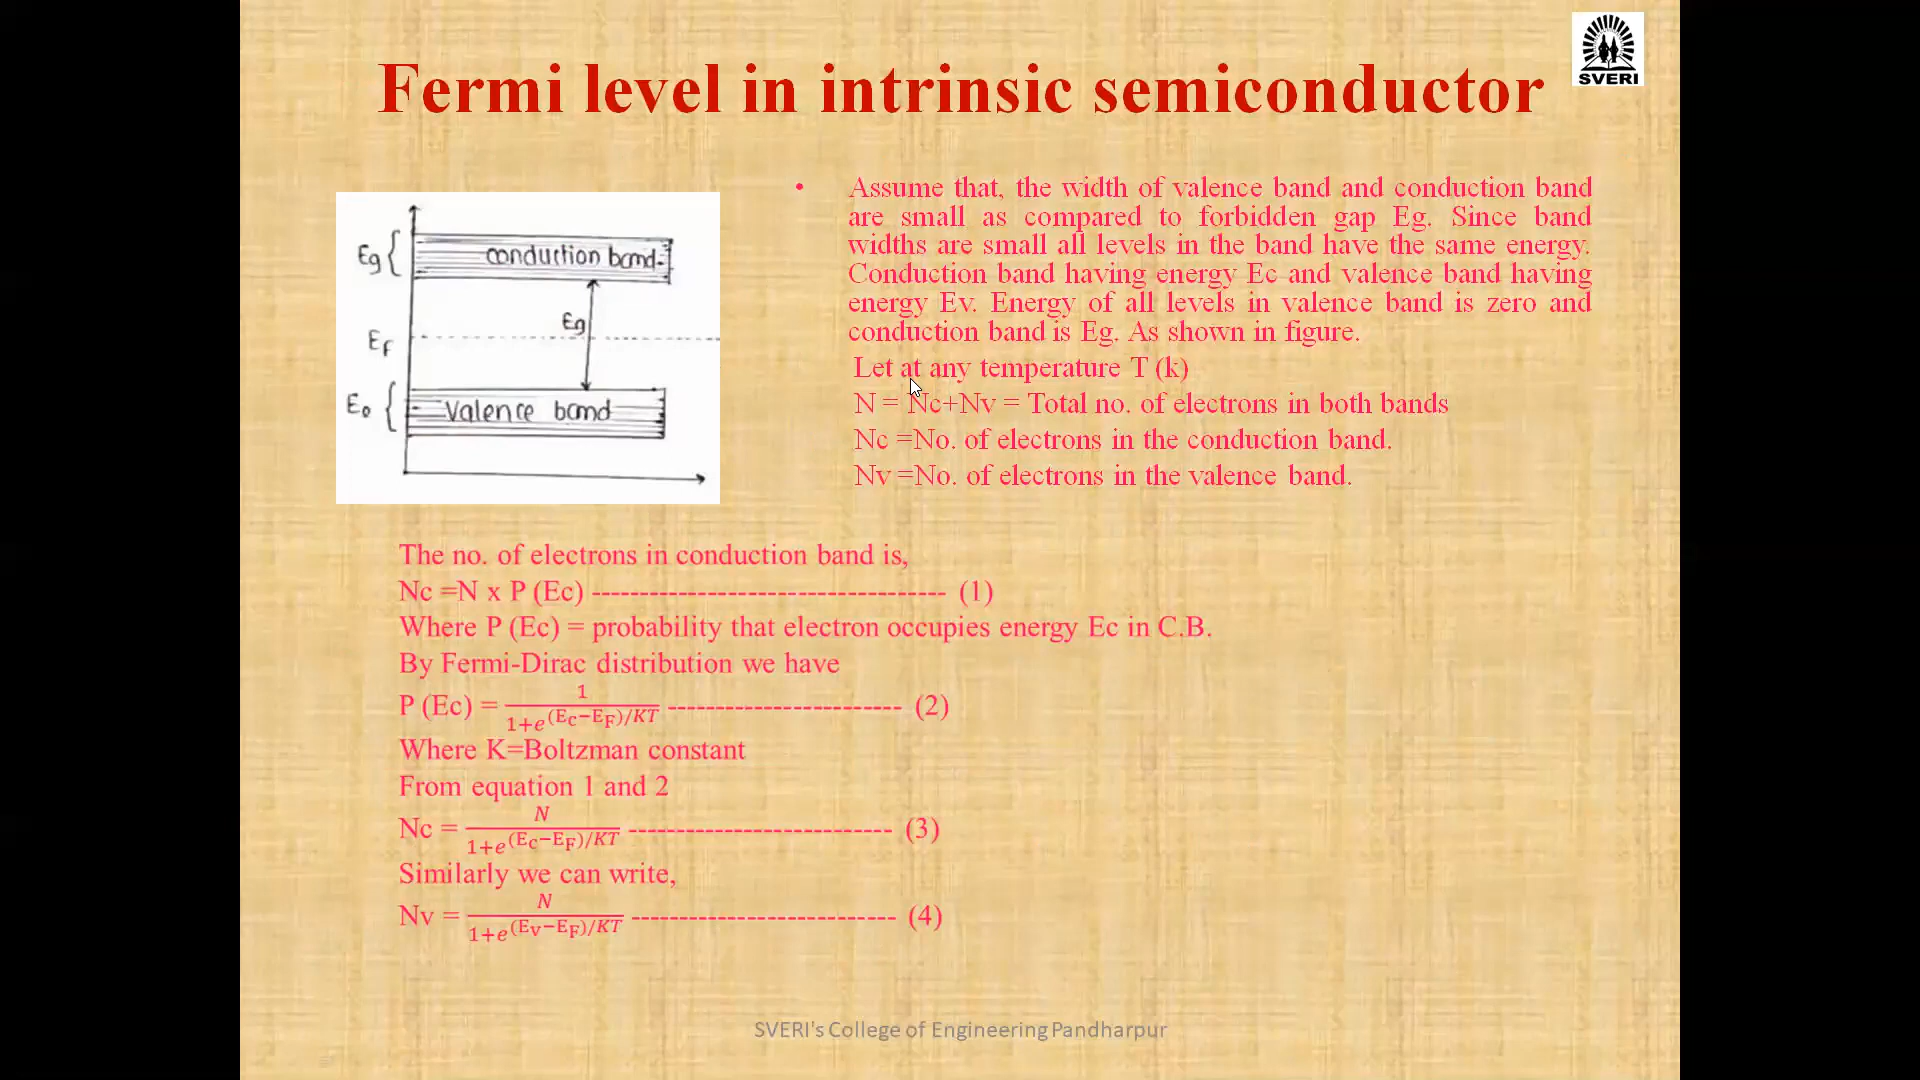 SVERI
Fermi level in intrinsic semiconductor
Eg
conduction band
Eg
EF
E0
Valence band
• Assume that, the width of valence band and conduction band
are small as compared to forbidden gap Eg. Since band
widths are small all levels in the band have the same energy.
Conduction band having energy Ec and valence band having
energy Ev. Energy of all levels in valence band is zero and
conduction band is Eg. As shown in figure.
Let at any temperature T (k)
N = Nc+Nv = Total no. of electrons in both bands
Nc =No. of electrons in the conduction band.
Nv =No. of electrons in the valence band.
The no. of electrons in conduction band is,
Nc =N x P (Ec) ------------------------------------- (1)
Where P (Ec) = probability that electron occupies energy Ec in C.B.
By Fermi-Dirac distribution we have
P (Ec) = 1/(1+e^(Ec−EF)/KT) ------------------------- (2)
Where K=Boltzman constant
From equation 1 and 2
Nc = N/(1+e^(Ec−EF)/KT) ---------------------------- (3)
Similarly we can write,
Nv = N/(1+e^(Ev−EF)/KT) ---------------------------- (4)
SVERI's College of Engineering Pandharpur